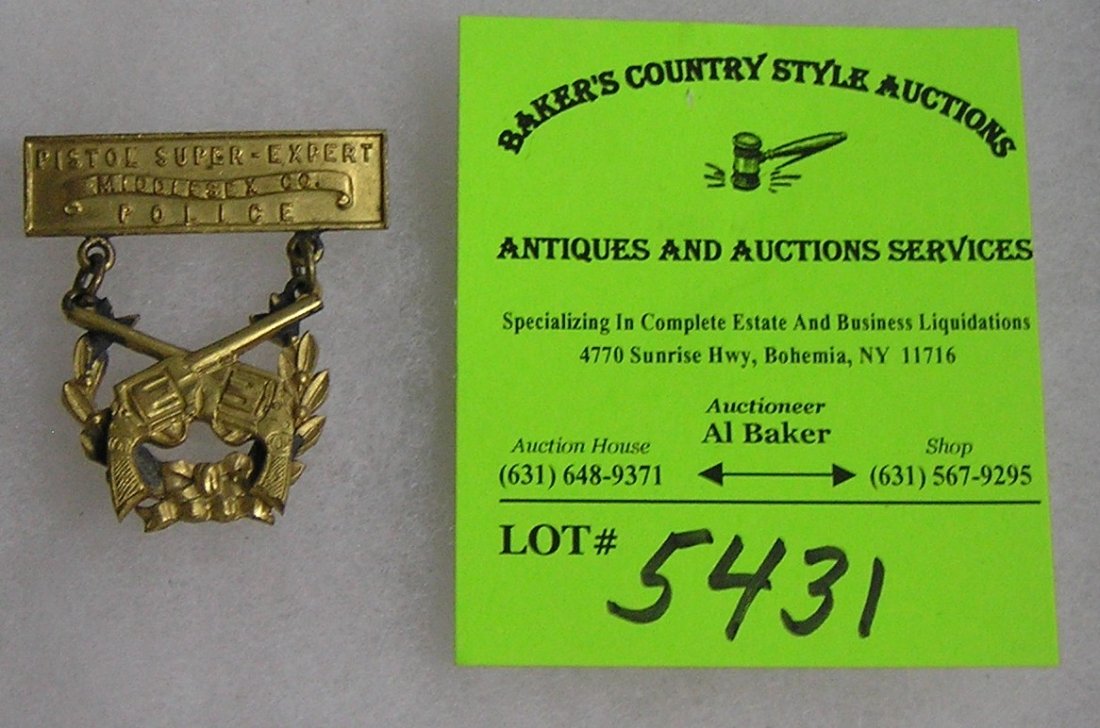 PISTOL SUPER-EXPERT
MIDDLESEX CO.
POLICE
BAKER'S COUNTRY STYLE AUCTIONS
ANTIQUES AND AUCTIONS SERVICES
Specializing In Complete Estate And Business Liquidations
4770 Sunrise Hwy, Bohemia, NY 11716
Auctioneer
Al Baker
Auction House
(631) 648-9371
Shop
(631) 567-9295
LOT# 5431